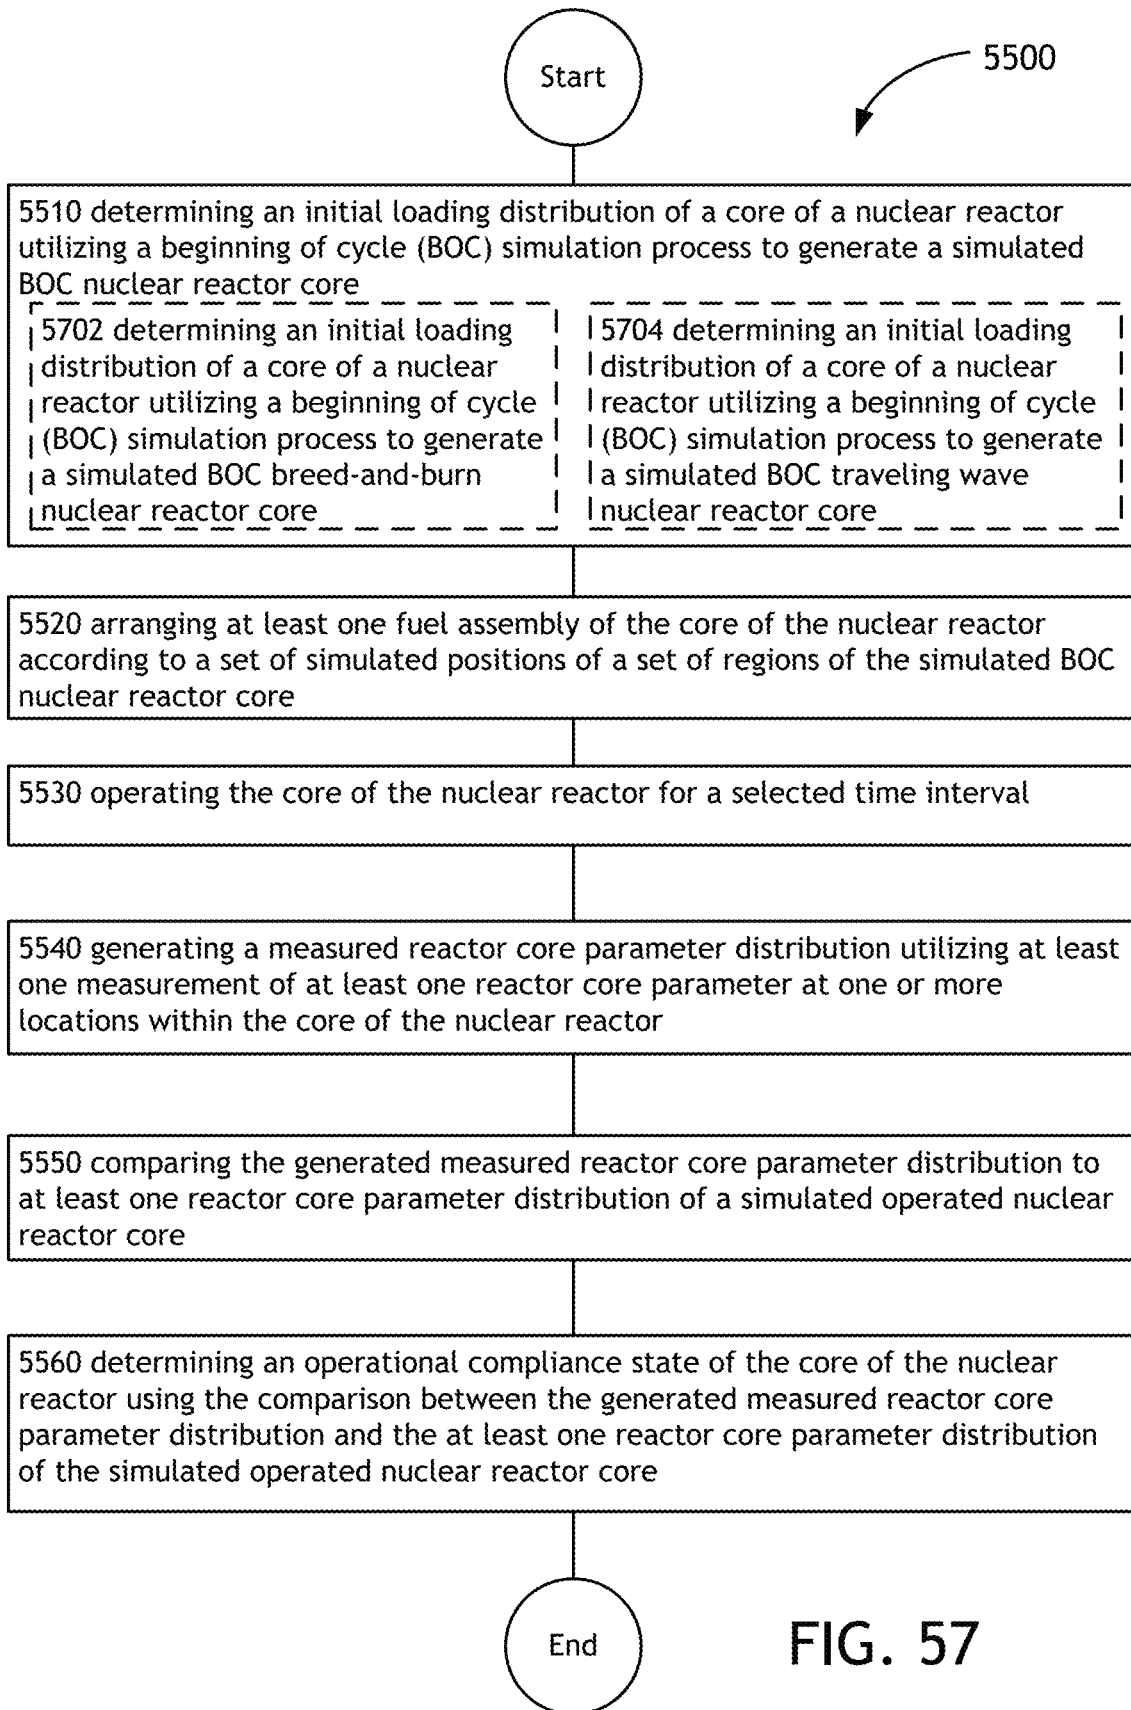 Start
5500
5510 determining an initial loading distribution of a core of a nuclear reactor
utilizing a beginning of cycle (BOC) simulation process to generate a simulated
BOC nuclear reactor core
5702 determining an initial loading
distribution of a core of a nuclear
reactor utilizing a beginning of cycle
(BOC) simulation process to generate
a simulated BOC breed-and-burn
nuclear reactor core
5704 determining an initial loading
distribution of a core of a nuclear
reactor utilizing a beginning of cycle
(BOC) simulation process to generate
a simulated BOC traveling wave
nuclear reactor core
5520 arranging at least one fuel assembly of the core of the nuclear reactor
according to a set of simulated positions of a set of regions of the simulated BOC
nuclear reactor core
5530 operating the core of the nuclear reactor for a selected time interval
5540 generating a measured reactor core parameter distribution utilizing at least
one measurement of at least one reactor core parameter at one or more
locations within the core of the nuclear reactor
5550 comparing the generated measured reactor core parameter distribution to
at least one reactor core parameter distribution of a simulated operated nuclear
reactor core
5560 determining an operational compliance state of the core of the nuclear
reactor using the comparison between the generated measured reactor core
parameter distribution and the at least one reactor core parameter distribution
of the simulated operated nuclear reactor core
End
FIG. 57